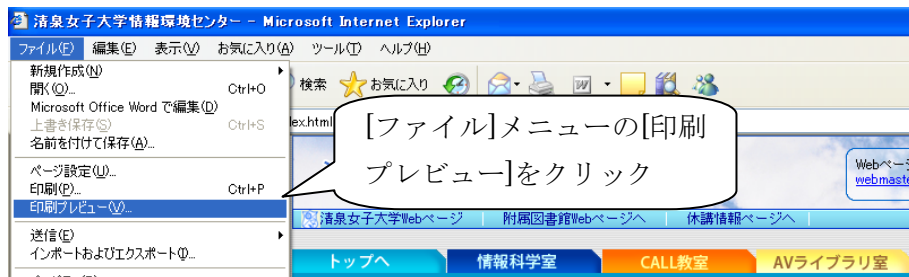 清泉女子大学情報環境センター - Microsoft Internet Explorer
ファイル(F) 編集(E) 表示(V) お気に入り(A) ツール(T) ヘルプ(H)
新規作成(N)
開く(O)... Ctrl+O
Microsoft Office Word で編集(D)
上書き保存(S) Ctrl+S
名前を付けて保存(A)...
ページ設定(U)...
印刷(P)... Ctrl+P
印刷プレビュー(V)...
送信(E)
インポートおよびエクスポート(I)...
検索 お気に入り
ex.html
[ファイル]メニューの[印刷
プレビュー]をクリック
Webページ
webmaste
清泉女子大学Webページ 附属図書館Webページへ 休講情報ページへ
トップへ 情報科学室 CALL教室 AVライブラリ室